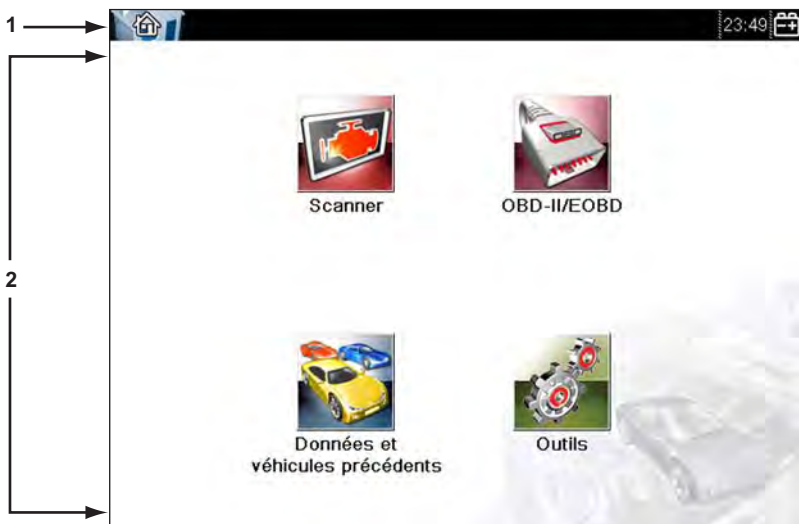 1
23:49
2
Scanner
OBD-II/EOBD
Données et
véhicules précédents
Outils